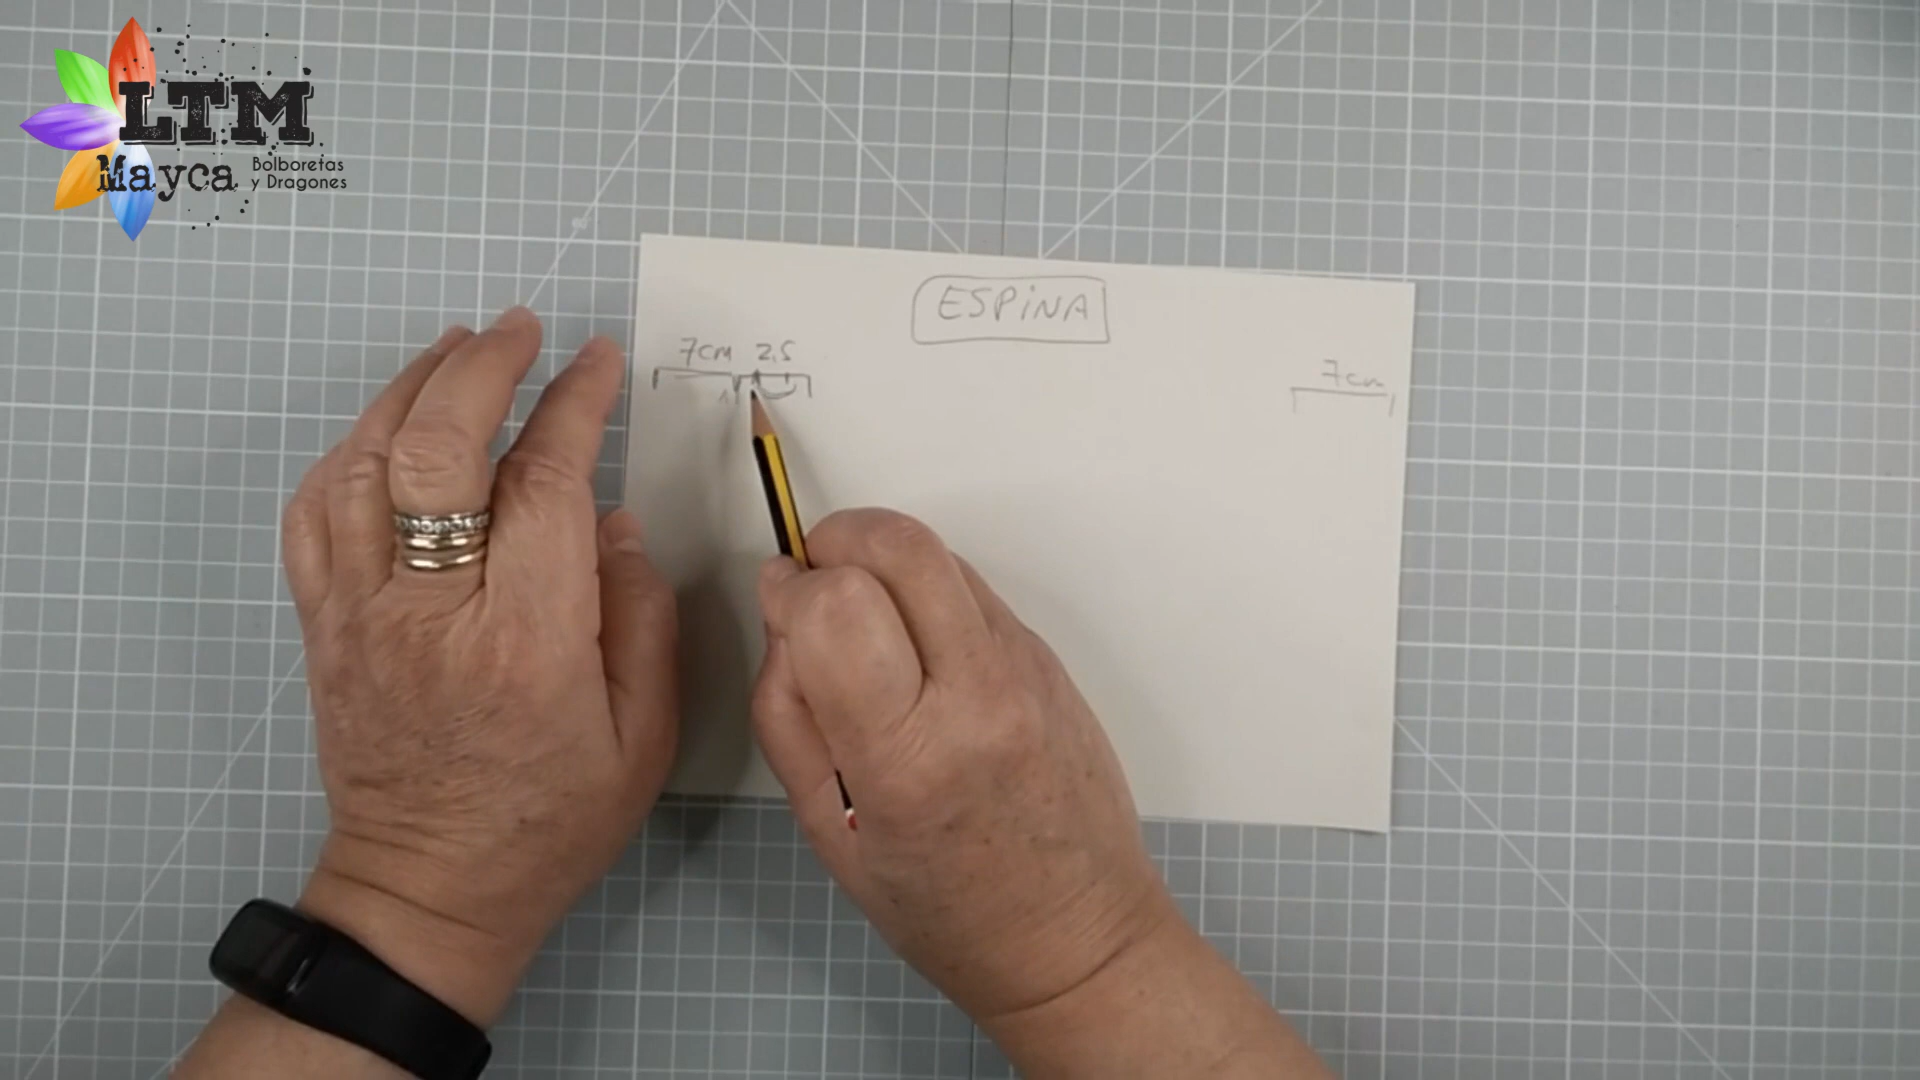 LTM
Mayca
Bolboretas
y Dragones
ESPINA
7cm 2,5
7cm